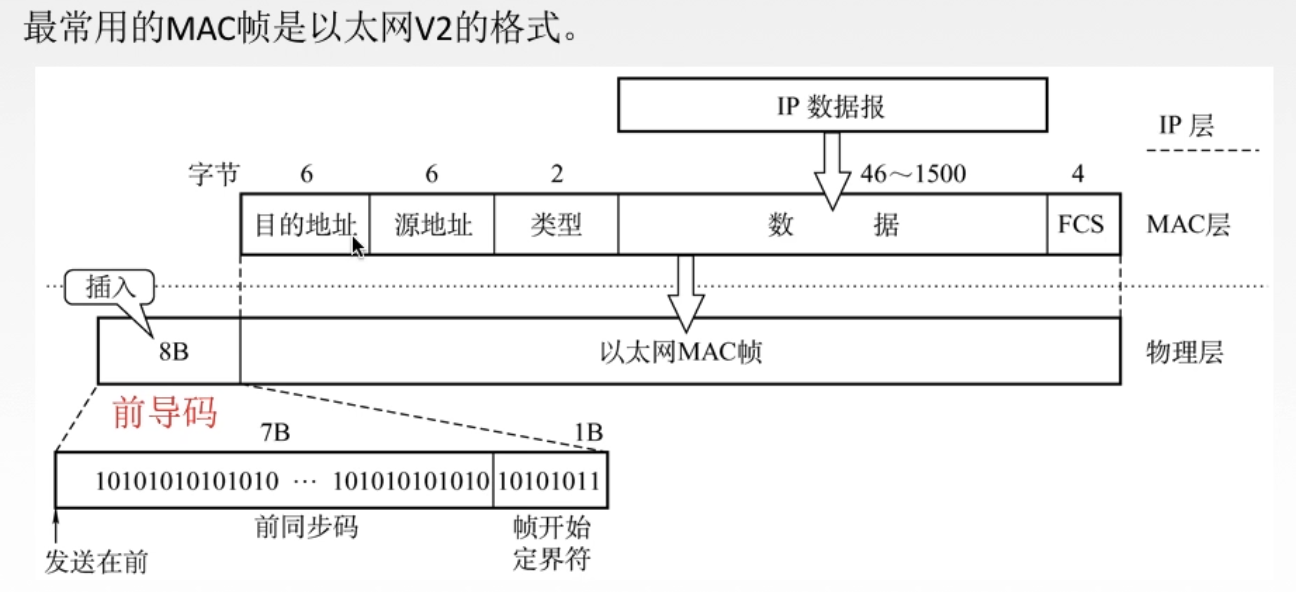 最常用的MAC帧是以太网V2的格式。
IP 数据报
IP 层
字节 6 6 2 46～1500 4
目的地址 源地址 类型 数 据 FCS MAC层
插入
8B 以太网MAC帧 物理层
前导码
7B 1B
10101010101010 … 101010101010 10101011
前同步码 帧开始
定界符
发送在前